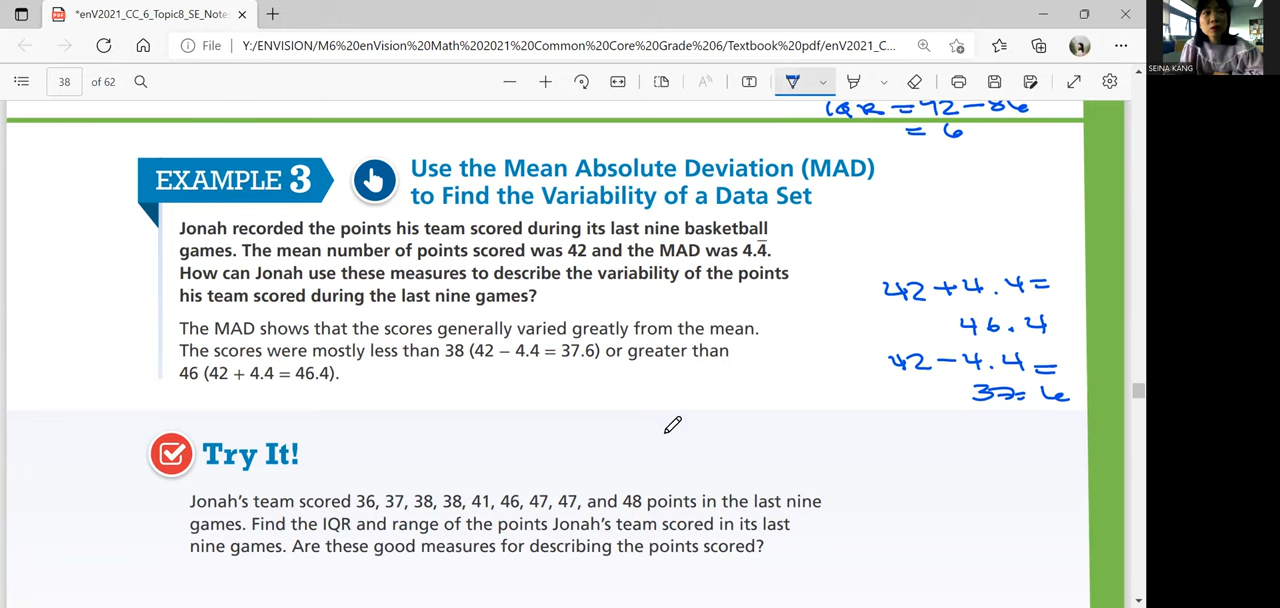 *enV2021_CC_6_Topic8_SE_Note
File
Y:/ENVISION/M6%20enVision%20Math%202021%20Common%20Core%20Grade%206/Textbook%20pdf/enV2021_C...
38
of 62
SEINA KANG
IQR = 42 - 36
= 6
EXAMPLE 3
Use the Mean Absolute Deviation (MAD)
to Find the Variability of a Data Set
Jonah recorded the points his team scored during its last nine basketball
games. The mean number of points scored was 42 and the MAD was 4.4̅.
How can Jonah use these measures to describe the variability of the points
his team scored during the last nine games?
The MAD shows that the scores generally varied greatly from the mean.
The scores were mostly less than 38 (42 − 4.4 = 37.6) or greater than
46 (42 + 4.4 = 46.4).
42 + 4.4 =
46.4
42 - 4.4 =
37.6
Try It!
Jonah's team scored 36, 37, 38, 38, 41, 46, 47, 47, and 48 points in the last nine
games. Find the IQR and range of the points Jonah's team scored in its last
nine games. Are these good measures for describing the points scored?